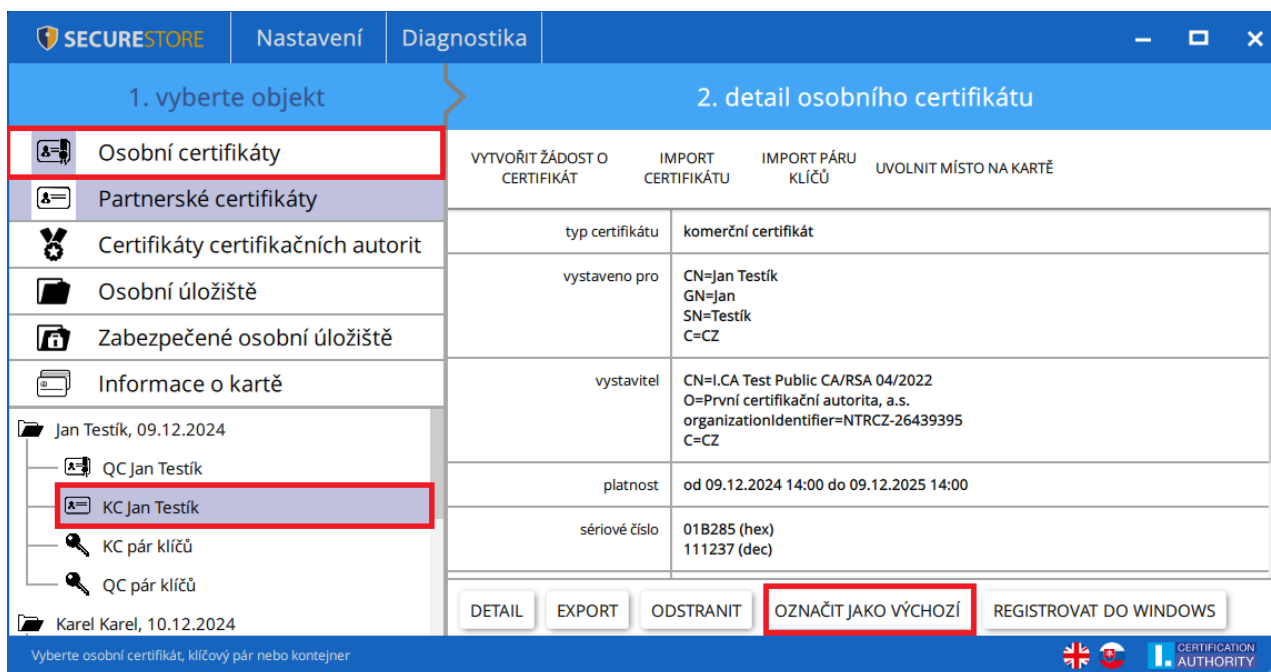 SECURESTORE
Nastavení
Diagnostika
1. vyberte objekt
2. detail osobního certifikátu
Osobní certifikáty
Partnerské certifikáty
Certifikáty certifikačních autorit
Osobní úložiště
Zabezpečené osobní úložiště
Informace o kartě
Jan Testík, 09.12.2024
QC Jan Testík
KC Jan Testík
KC pár klíčů
QC pár klíčů
Karel Karel, 10.12.2024
VYTVOŘIT ŽÁDOST O
CERTIFIKÁT
IMPORT
CERTIFIKÁTU
IMPORT PÁRU
KLÍČŮ
UVOLNIT MÍSTO NA KARTĚ
typ certifikátu
komerční certifikát
vystaveno pro
CN=Jan Testík
GN=Jan
SN=Testík
C=CZ
vystavitel
CN=I.CA Test Public CA/RSA 04/2022
O=První certifikační autorita, a.s.
organizationIdentifier=NTRCZ-26439395
C=CZ
platnost
od 09.12.2024 14:00 do 09.12.2025 14:00
sériové číslo
01B285 (hex)
111237 (dec)
DETAIL
EXPORT
ODSTRANIT
OZNAČIT JAKO VÝCHOZÍ
REGISTROVAT DO WINDOWS
Vyberte osobní certifikát, klíčový pár nebo kontejner
I.
CERTIFICATION
AUTHORITY